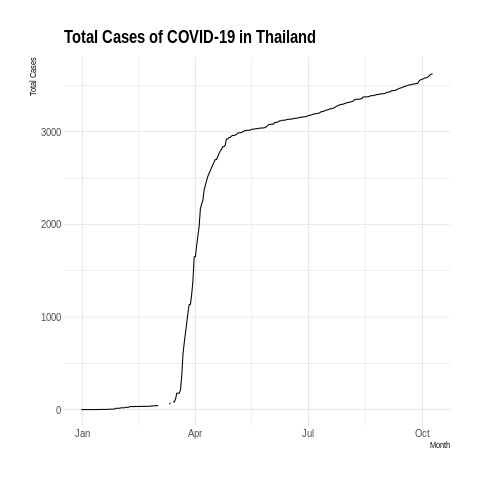 Total Cases of COVID-19 in Thailand
Total Cases
3000
2000
1000
0
Jan Apr Jul Oct
Month